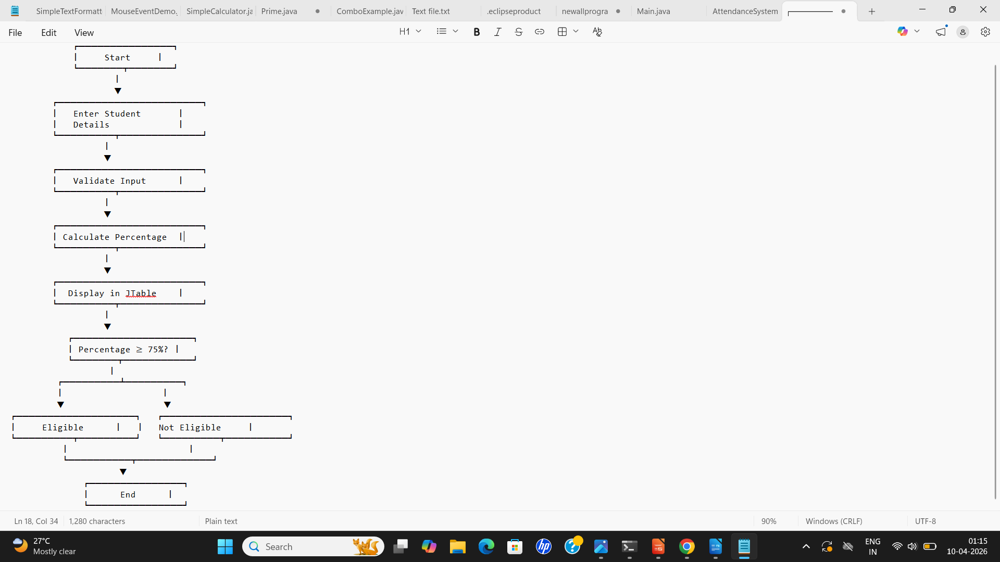 SimpleTextFormatt MouseEventDemo. SimpleCalculator.ja Prime.java ComboExample.jav Text file.txt .eclipseproduct newallprogra Main.java AttendanceSystem
File Edit View H1 B I S
Start
Enter Student
Details
Validate Input
Calculate Percentage
Display in JTable
Percentage ≥ 75%?
Eligible Not Eligible
End
Ln 18, Col 34 1,280 characters Plain text 90% Windows (CRLF) UTF-8
27°C
Mostly clear
Search
hp
ENG
IN
01:15
10-04-2026